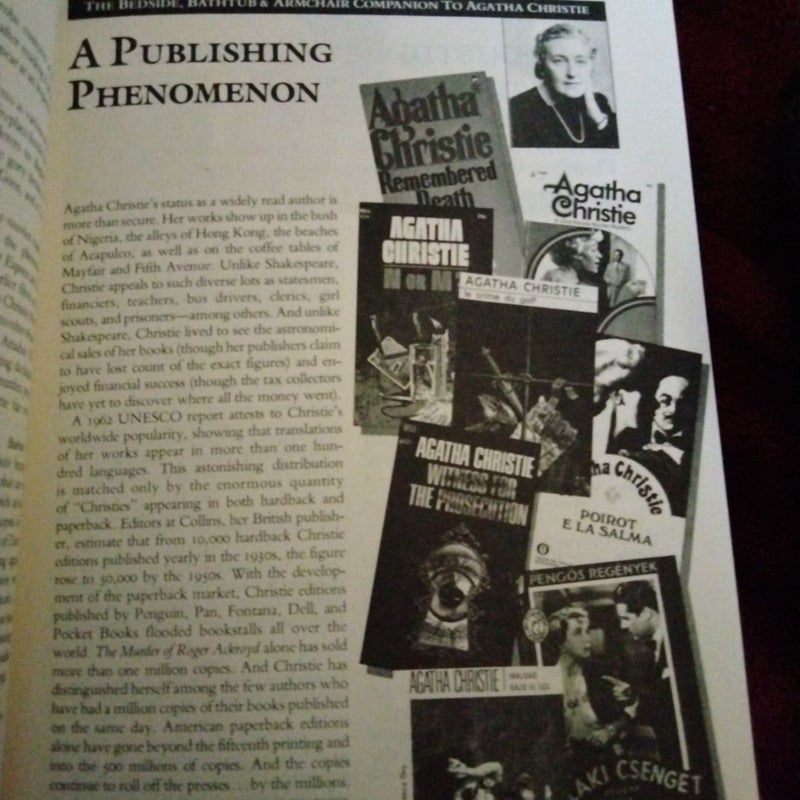 THE BEDSIDE, BATHTUB & ARMCHAIR COMPANION TO AGATHA CHRISTIE
A PUBLISHING
PHENOMENON
Agatha Christie's status as a widely read author is
more than secure. Her works show up in the bush
of Nigeria, the alleys of Hong Kong, the beaches
of Acapulco, as well as on the coffee tables of
Mayfair and Fifth Avenue. Unlike Shakespeare,
Christie appeals to such diverse lots as statesmen,
financiers, teachers, bus drivers, clerics, girl
scouts, and prisoners—among others. And unlike
Shakespeare, Christie lived to see the astronomi-
cal sales of her books (though her publishers claim
to have lost count of the exact figures) and en-
joyed financial success (though the tax collectors
have yet to discover where all the money went).
A 1962 UNESCO report attests to Christie's
worldwide popularity, showing that translations
of her works appear in more than one hun-
dred languages. This astonishing distribution
is matched only by the enormous quantity
of "Christies" appearing in both hardback and
paperback. Editors at Collins, her British publish-
er, estimate that from 10,000 hardback Christie
editions published yearly in the 1930s, the figure
rose to 50,000 by the 1950s. With the develop-
ment of the paperback market, Christie editions
published by Penguin, Pan, Fontana, Dell, and
Pocket Books flooded bookstalls all over the
world. The Murder of Roger Ackroyd alone has sold
more than one million copies. And Christie has
distinguished herself among the few authors who
have had a million copies of their books published
on the same day. American paperback editions
alone have gone beyond the fifteenth printing and
into the 500 millions of copies. And the copies
continue to roll off the presses . . . by the millions.
Agatha
Christie
Remembered
Death
Agatha
Christie
AGATHA
CHRISTIE
N OR M
AGATHA CHRISTIE
le crime du golf
ha Christie
POIROT
E LA SALMA
AGATHA CHRISTIE
WITNESS FOR
THE PROSECUTION
PENGŐS REGÉNYEK
AGATHA CHRISTIE
AKI CSENGET